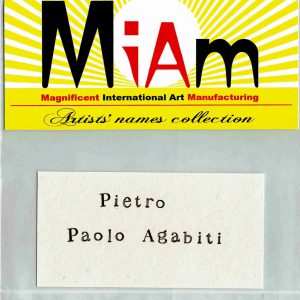 MiAm
Magnificent International Art Manufacturing
Artists' names collection
Pietro
Paolo Agabiti